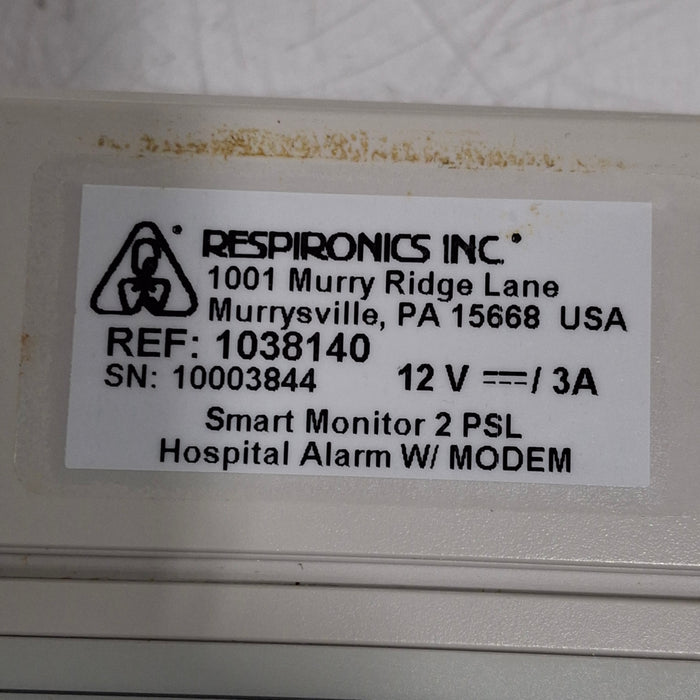 RESPIRONICS INC.
1001 Murry Ridge Lane
Murrysville, PA 15668 USA
REF: 1038140
SN: 10003844 12 V ⎓/ 3A
Smart Monitor 2 PSL
Hospital Alarm W/ MODEM